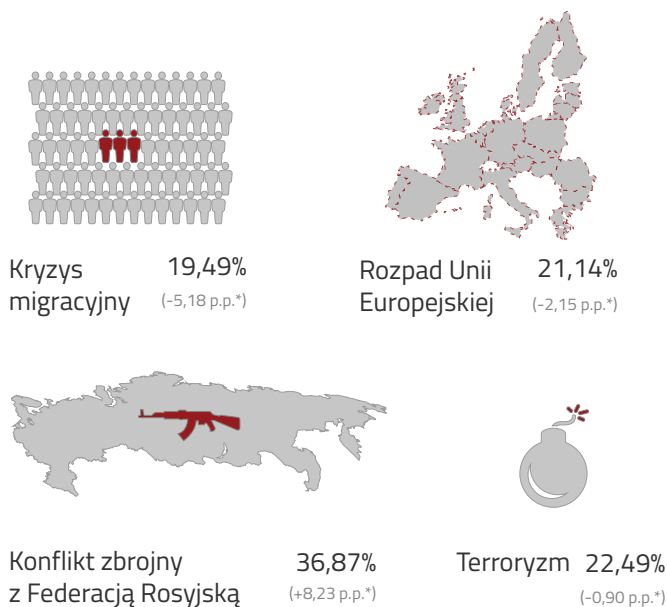 Kryzys
migracyjny
19,49%
(-5,18 p.p.*)
Rozpad Unii
Europejskiej
21,14%
(-2,15 p.p.*)
Konflikt zbrojny
z Federacją Rosyjską
36,87%
(+8,23 p.p.*)
Terroryzm
22,49%
(-0,90 p.p.*)